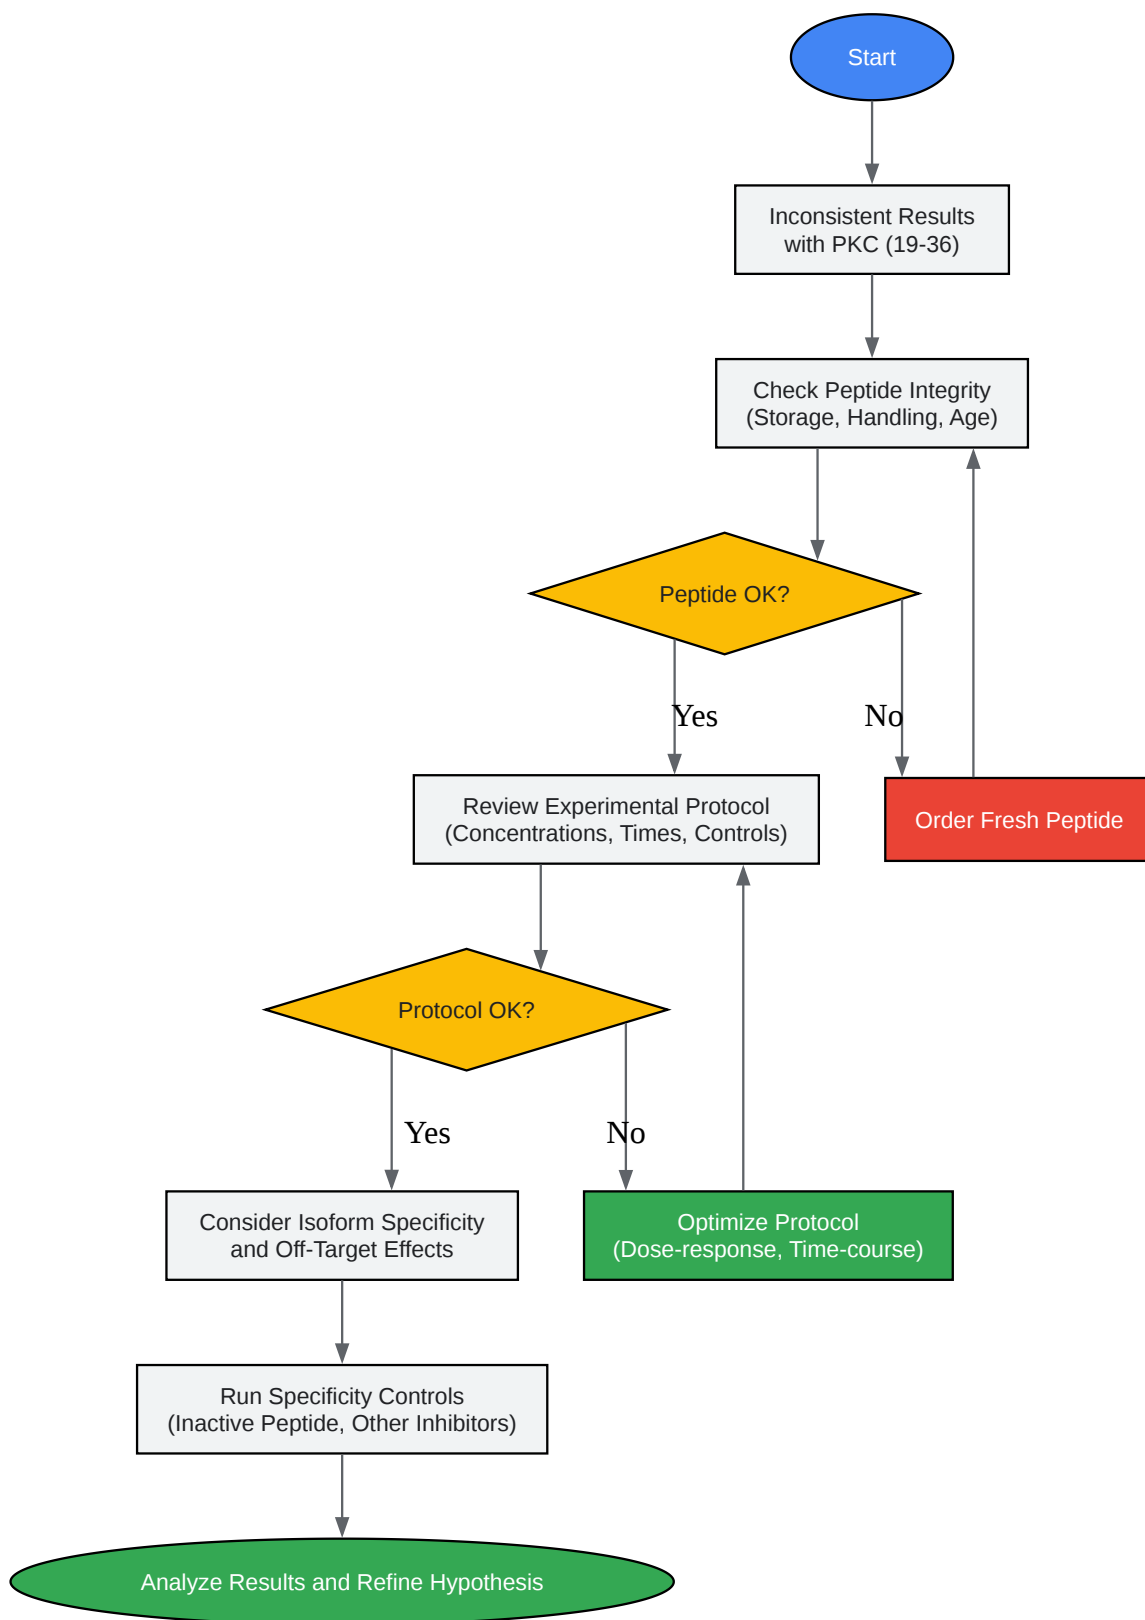 Start
Inconsistent Results
with PKC (19-36)
Check Peptide Integrity
(Storage, Handling, Age)
Peptide OK?
Yes
No
Review Experimental Protocol
(Concentrations, Times, Controls)
Order Fresh Peptide
Protocol OK?
Yes
No
Consider Isoform Specificity
and Off-Target Effects
Optimize Protocol
(Dose-response, Time-course)
Run Specificity Controls
(Inactive Peptide, Other Inhibitors)
Analyze Results and Refine Hypothesis